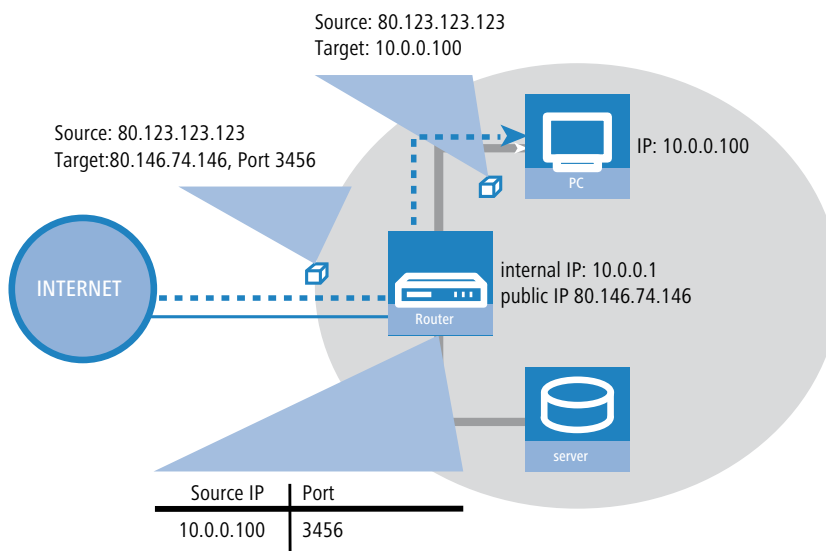 Source: 80.123.123.123
Target: 10.0.0.100
Source: 80.123.123.123
Target:80.146.74.146, Port 3456
IP: 10.0.0.100
PC
INTERNET
internal IP: 10.0.0.1
public IP 80.146.74.146
Router
server
Source IP Port
10.0.0.100 3456